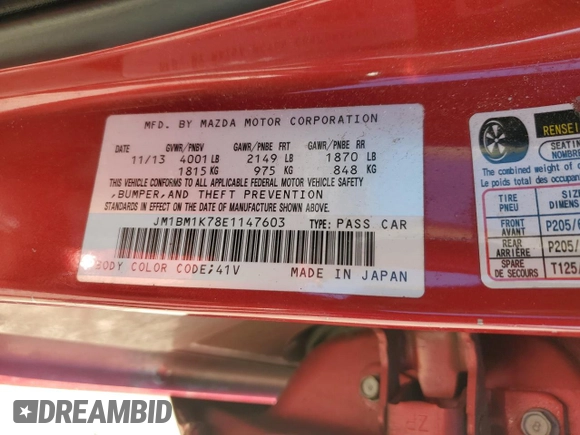 MFD. BY MAZDA MOTOR CORPORATION
DATE GVWR/PNBV GAWR/PNBE FRT GAWR/PNBE RR
11/13 4001 LB 2149 LB 1870 LB
1815 KG 975 KG 848 KG
THIS VEHICLE CONFORMS TO ALL APPLICABLE FEDERAL MOTOR VEHICLE SAFETY,
BUMPER, AND THEFT PREVENTION
STANDARDS IN EFFECT ON THE DATE OF MANUFACTURE SHOWN ABOVE.
JM1BM1K78E1147603 TYPE: PASS CAR
BODY COLOR CODE;41V MADE IN JAPAN
RENSEI
SEATIN
NOMBRE
The combined weight of
Le poids total des occupan
TIRE SIZ
PNEU DIMENS
FRONT
AVANT P205/6
REAR
ARRIÈRE P205/
SPARE
DE SECOURS T125/
DREAMBID